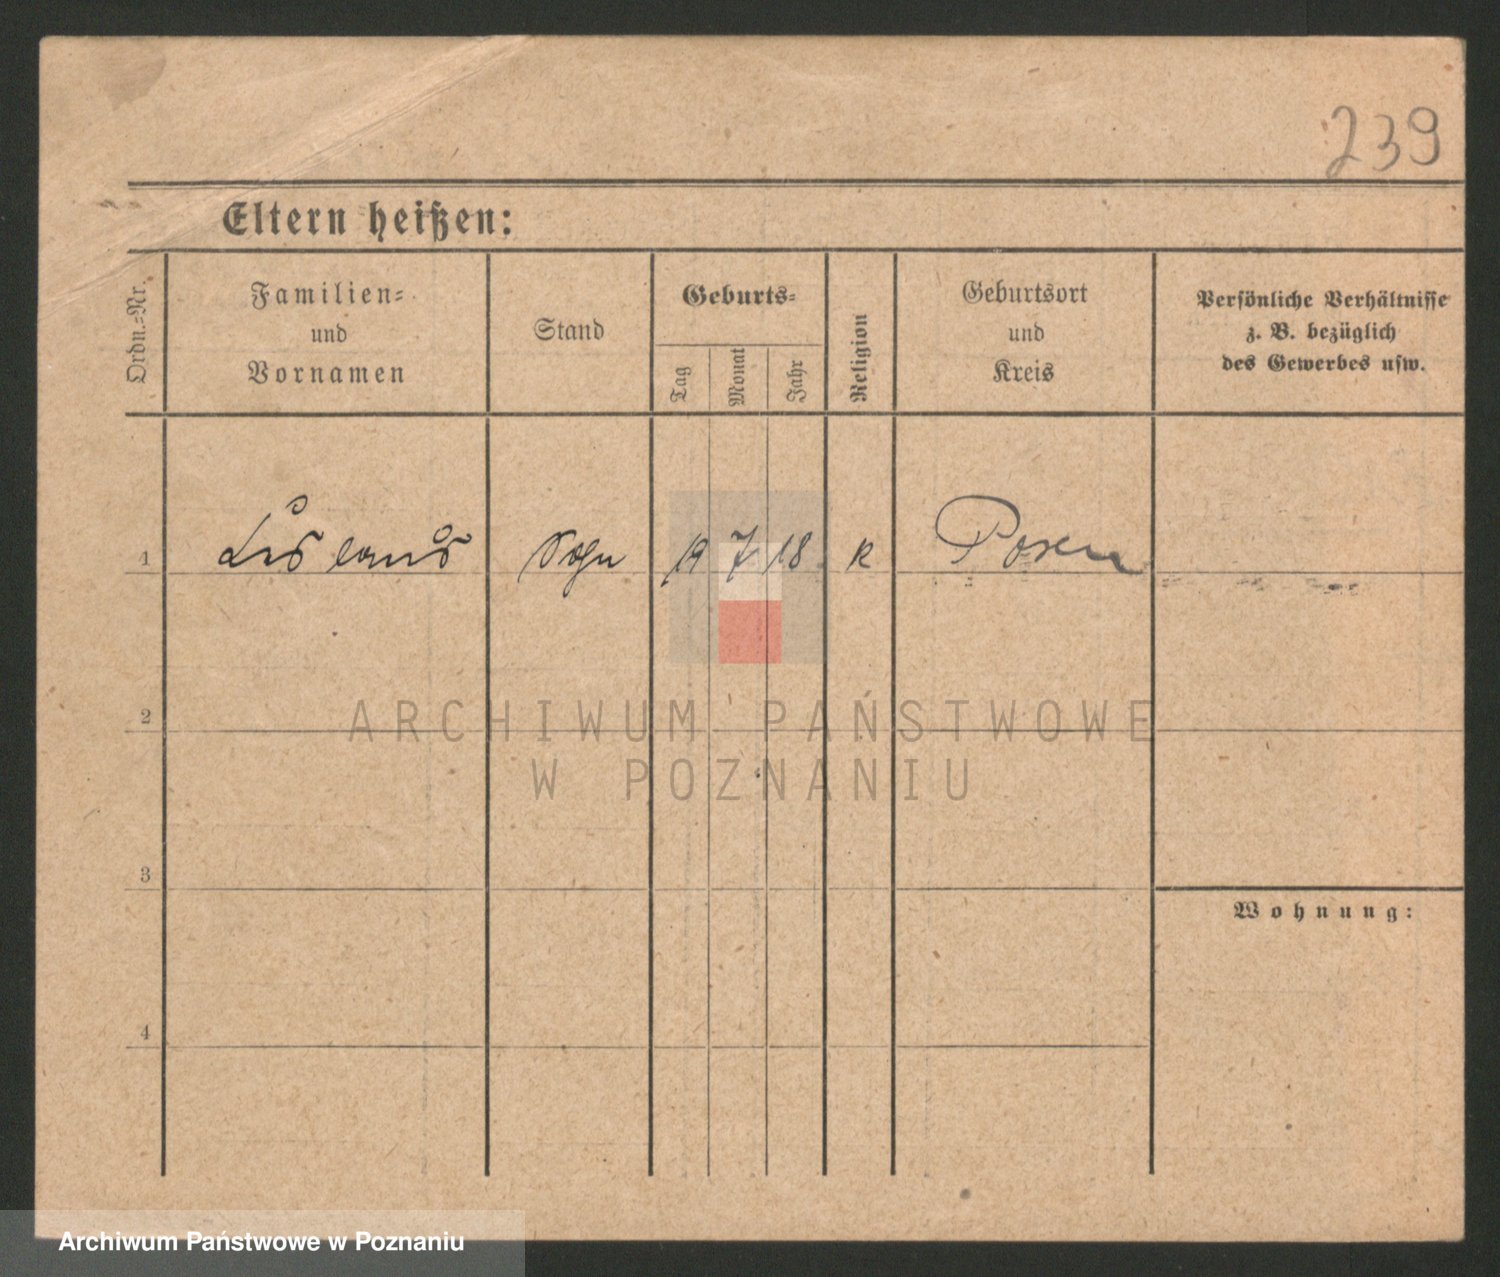 239
Eltern heißen:
Ordn.-Nr.
Familien-
und
Vornamen
Stand
Geburts-
Tag
Monat
Jahr
Religion
Geburtsort
und
Kreis
Persönliche Verhältnisse
z. B. bezüglich
des Gewerbes usw.
1 Sohn 19 7 18 k Posen
2
3
4
Wohnung:
ARCHIWUM PAŃSTWOWE
W POZNANIU
Archiwum Państwowe w Poznaniu